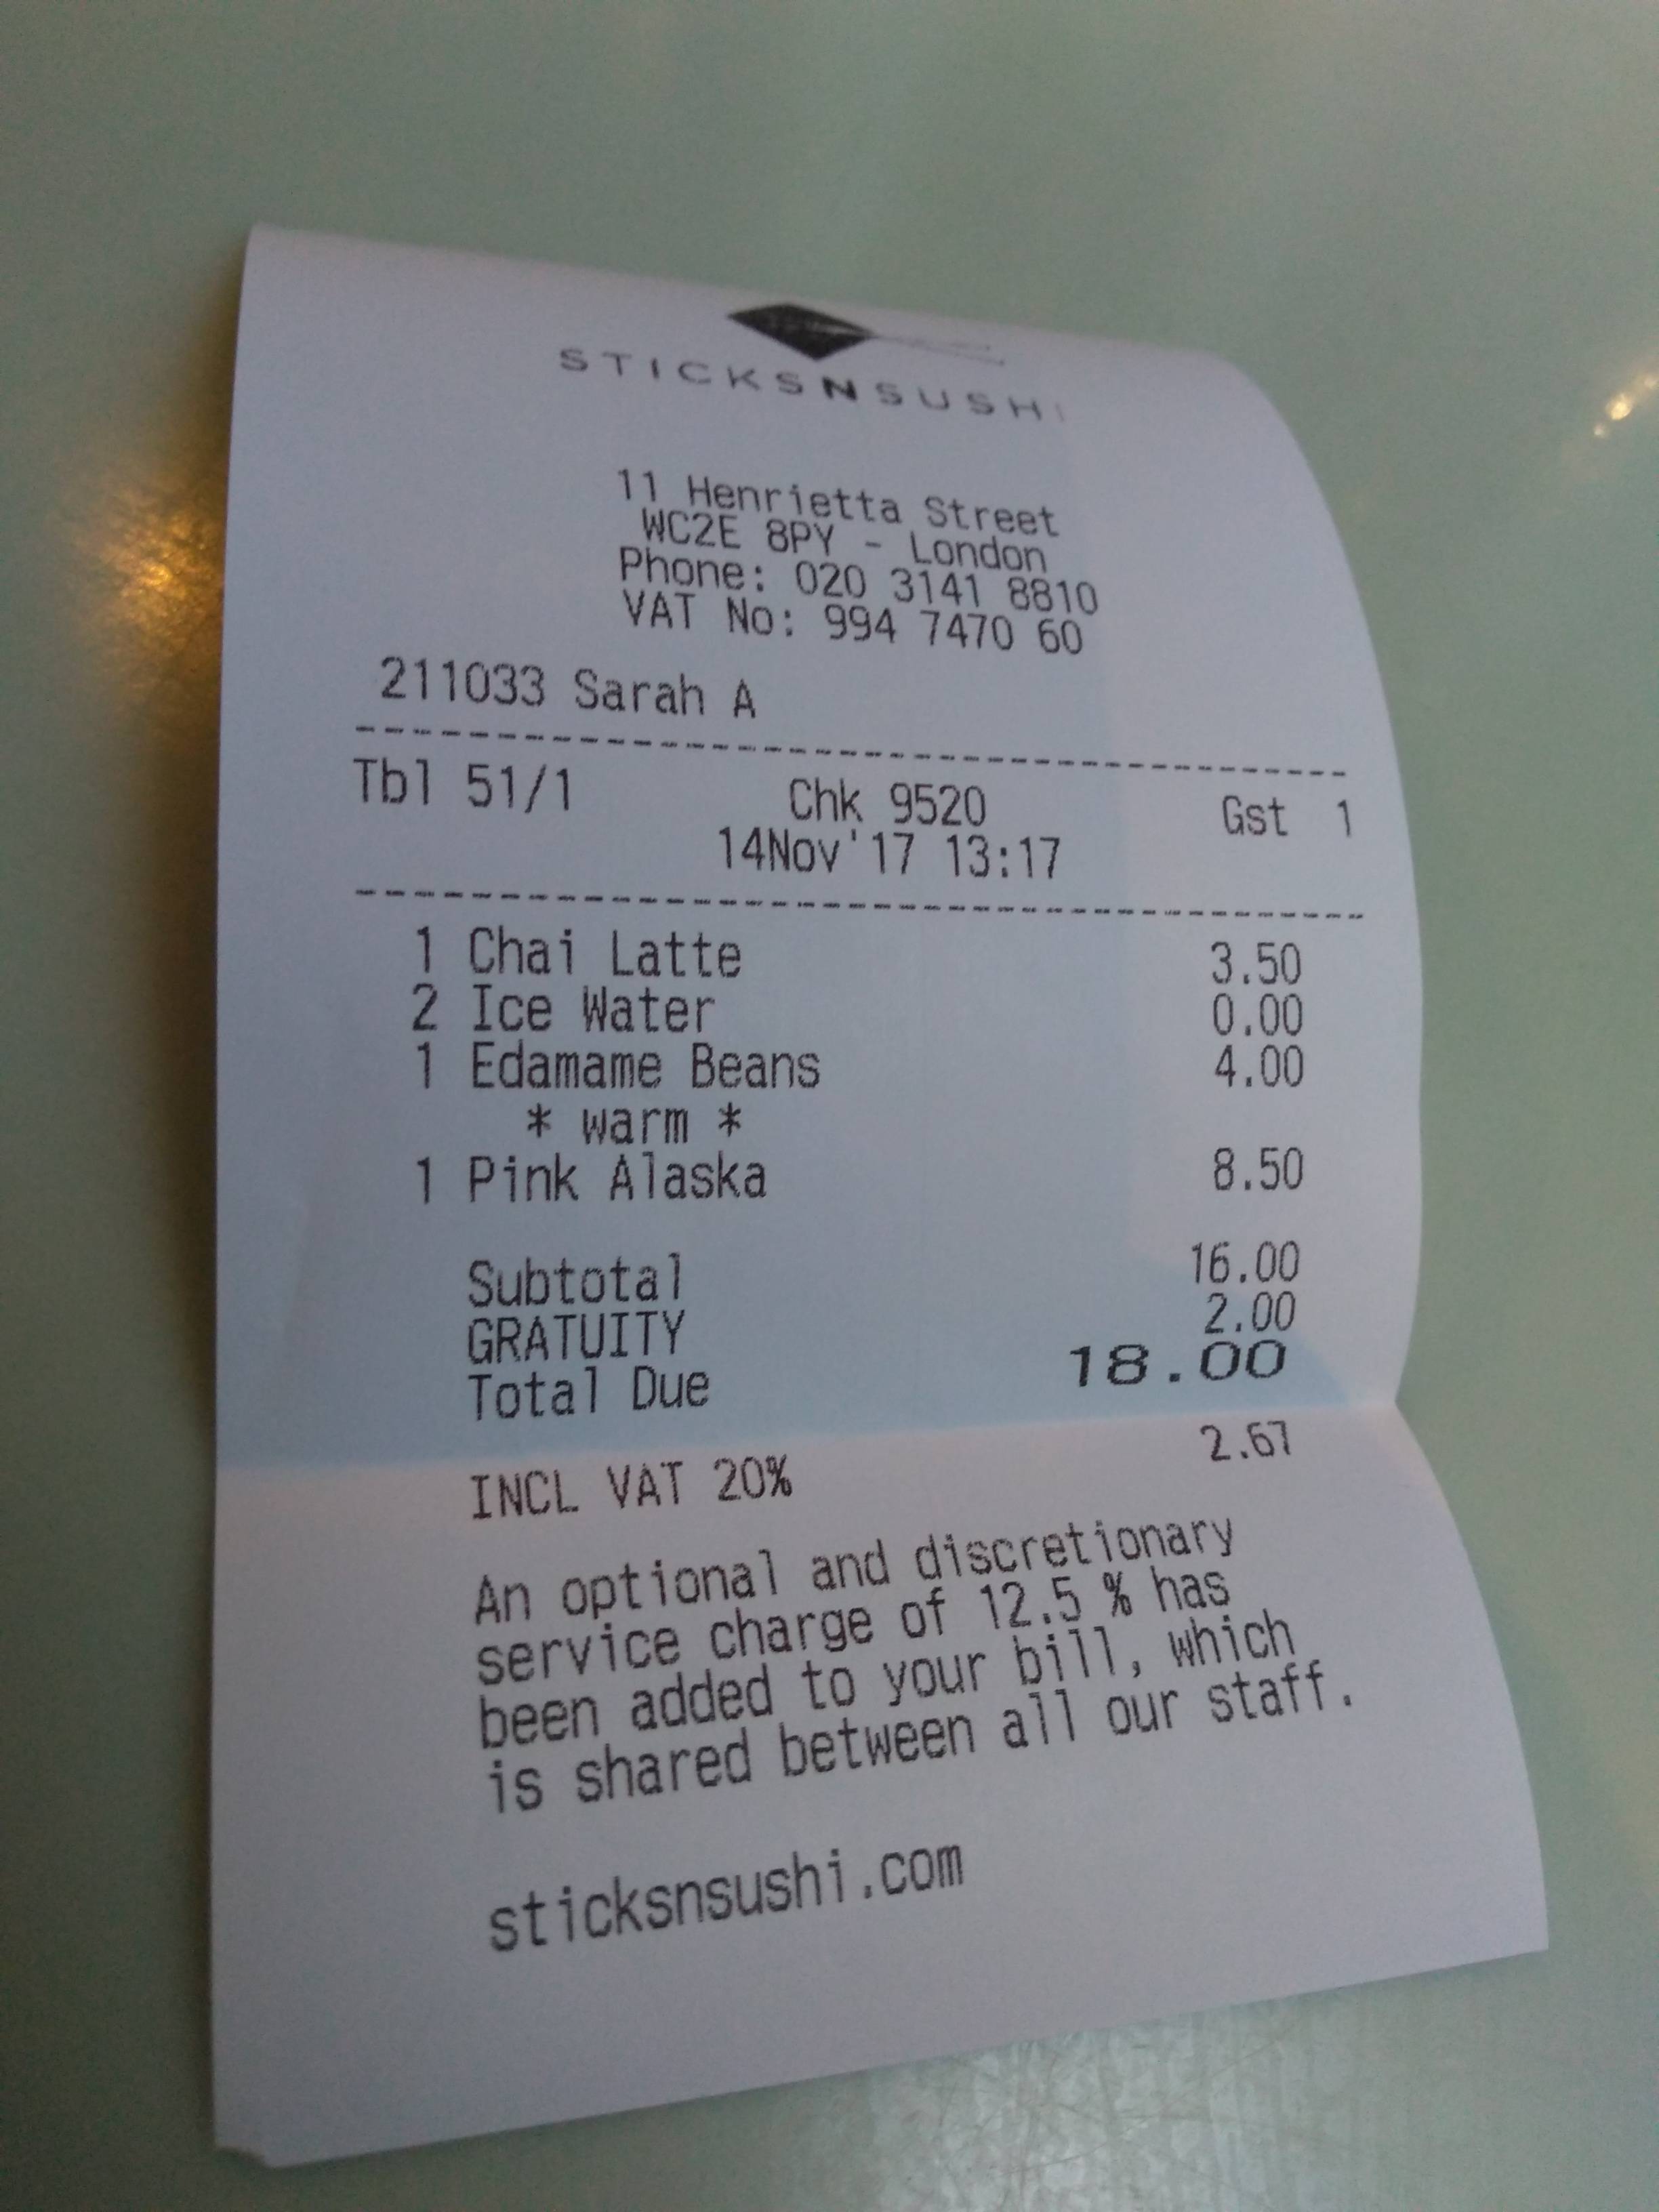 STICKSNSUSHI
11 Henrietta Street
WC2E 8PY - London
Phone: 020 3141 8810
VAT No: 994 7470 60
211033 Sarah A
Tbl 51/1 Chk 9520 Gst 1
14Nov'17 13:17
1 Chai Latte 3.50
2 Ice Water 0.00
1 Edamame Beans 4.00
* warm *
1 Pink Alaska 8.50
Subtotal 16.00
GRATUITY 2.00
Total Due 18.00
INCL VAT 20% 2.67
An optional and discretionary
service charge of 12.5 % has
been added to your bill, which
is shared between all our staff.
sticksnsushi.com